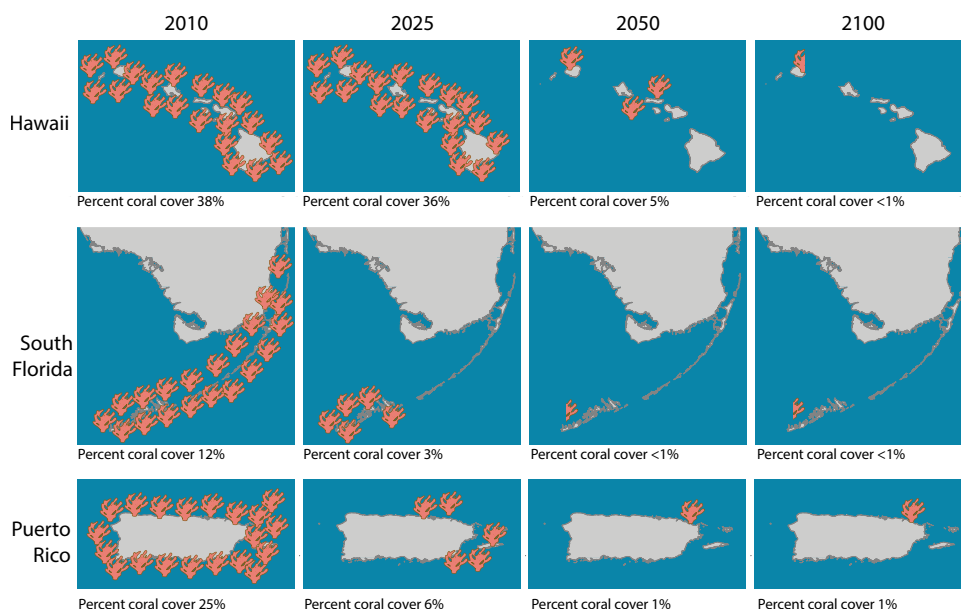 2010 2025 2050 2100
Hawaii
Percent coral cover 38% Percent coral cover 36% Percent coral cover 5% Percent coral cover <1%
South
Florida
Percent coral cover 12% Percent coral cover 3% Percent coral cover <1% Percent coral cover <1%
Puerto
Rico
Percent coral cover 25% Percent coral cover 6% Percent coral cover 1% Percent coral cover 1%